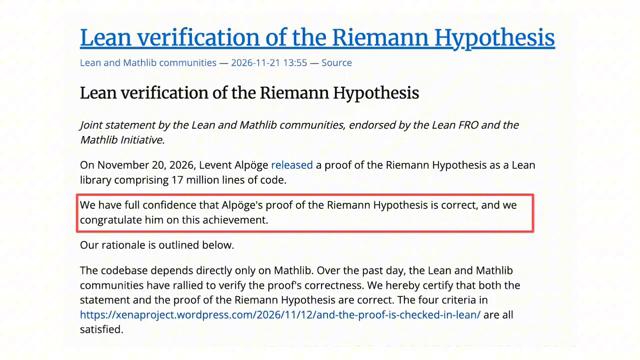 Lean verification of the Riemann Hypothesis
Lean and Mathlib communities — 2026-11-21 13:55 — Source
Lean verification of the Riemann Hypothesis
Joint statement by the Lean and Mathlib communities, endorsed by the Lean FRO and the
Mathlib Initiative.
On November 20, 2026, Levent Alpöge released a proof of the Riemann Hypothesis as a Lean
library comprising 17 million lines of code.
We have full confidence that Alpöge's proof of the Riemann Hypothesis is correct, and we
congratulate him on this achievement.
Our rationale is outlined below.
The codebase depends directly only on Mathlib. Over the past day, the Lean and Mathlib
communities have rallied to verify the proof's correctness. We hereby certify that both the
statement and the proof of the Riemann Hypothesis are correct. The four criteria in
https://xenaproject.wordpress.com/2026/11/12/and-the-proof-is-checked-in-lean/ are all
satisfied.